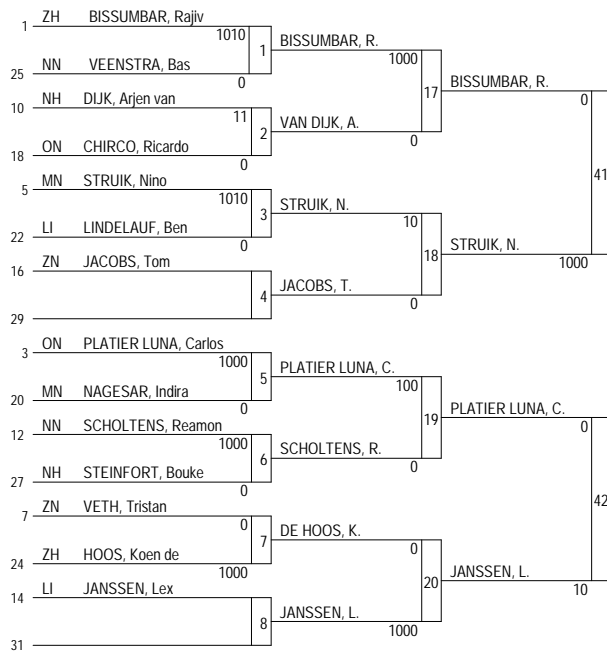 1 ZH BISSUMBAR, Rajiv
1010 1 BISSUMBAR, R.
1000
25 NN VEENSTRA, Bas
0
17 BISSUMBAR, R.
0
10 NH DIJK, Arjen van
11 2 VAN DIJK, A.
0
18 ON CHIRCO, Ricardo
0
41
5 MN STRUIK, Nino
1010 3 STRUIK, N.
10
22 LI LINDELAUF, Ben
0
18 STRUIK, N.
1000
16 ZN JACOBS, Tom
4 JACOBS, T.
0
29
3 ON PLATIER LUNA, Carlos
1000 5 PLATIER LUNA, C.
100
20 MN NAGESAR, Indira
0
19 PLATIER LUNA, C.
0
12 NN SCHOLTENS, Reamon
1000 6 SCHOLTENS, R.
0
27 NH STEINFORT, Bouke
0
42
7 ZN VETH, Tristan
0 7 DE HOOS, K.
0
24 ZH HOOS, Koen de
1000
20 JANSSEN, L.
10
14 LI JANSSEN, Lex
8 JANSSEN, L.
1000
31